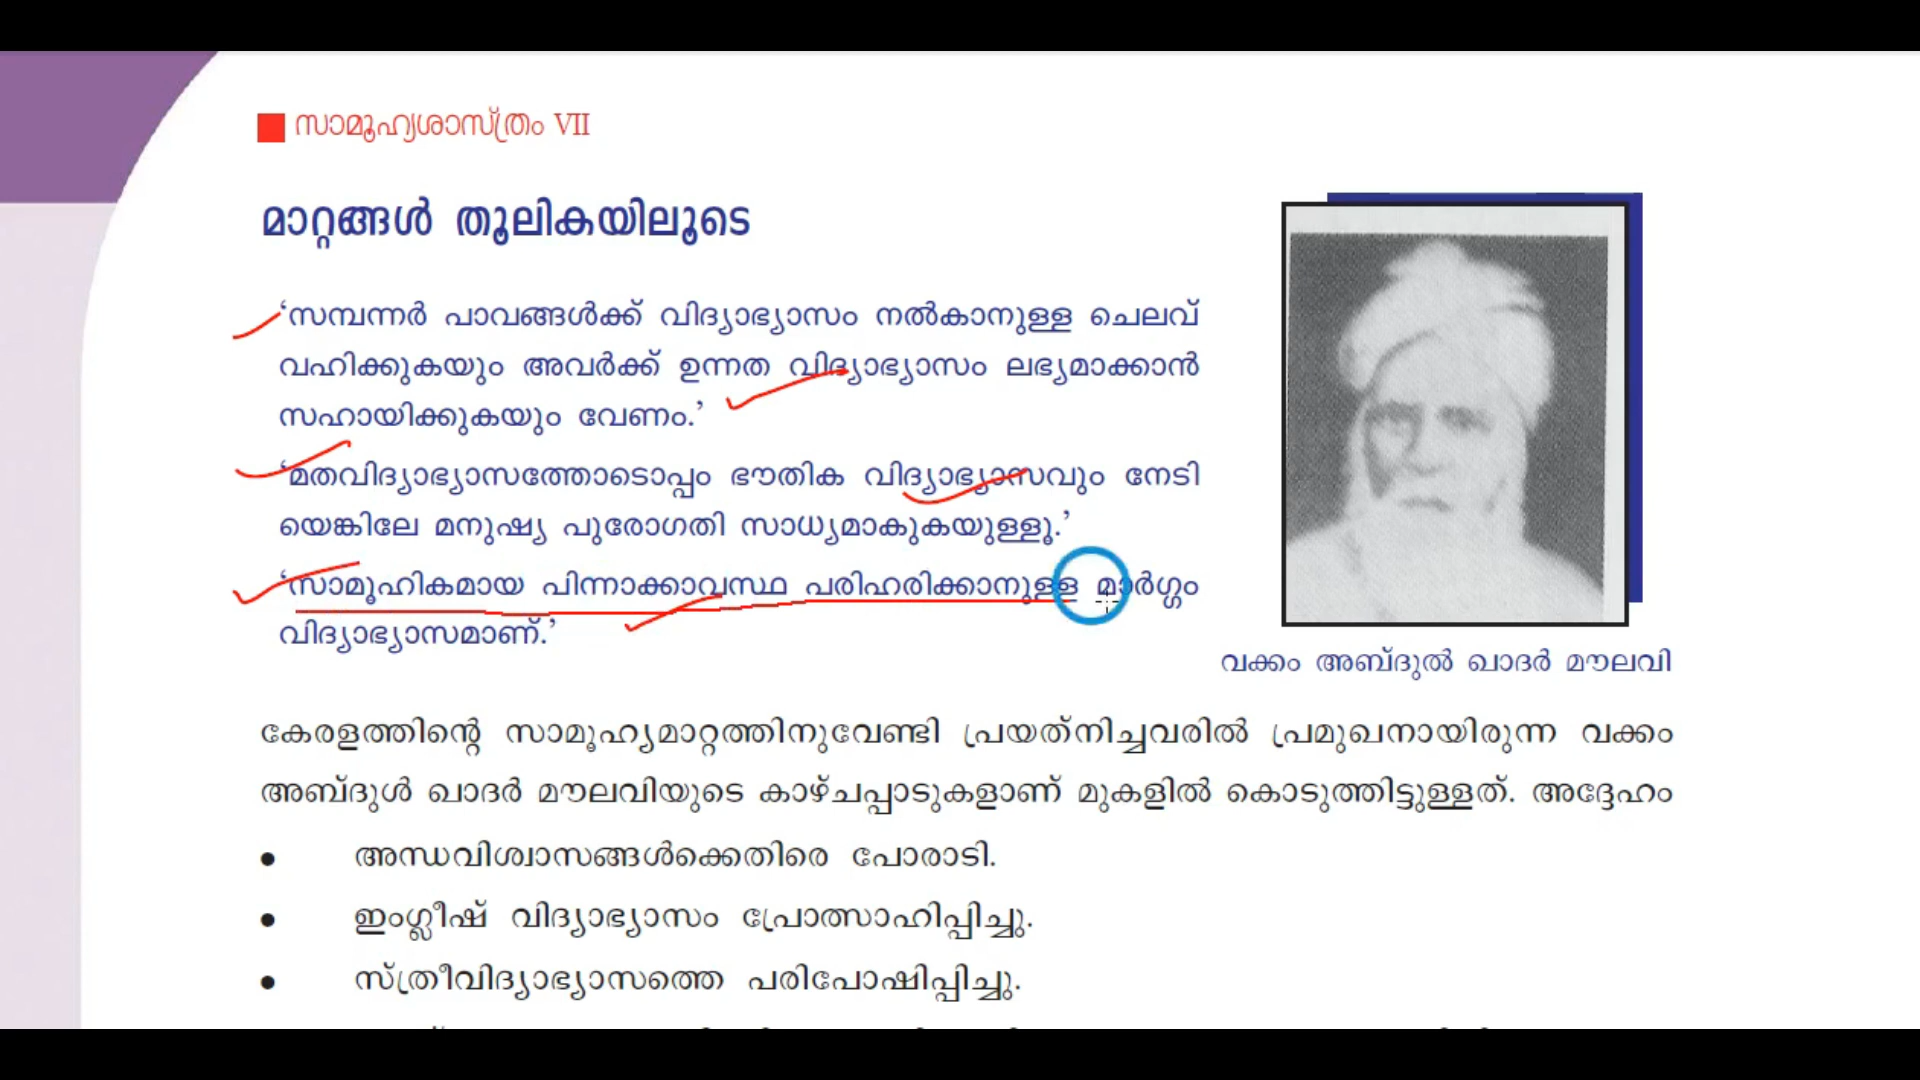 സാമൂഹ്യശാസ്ത്രം VII
മാറ്റങ്ങൾ തൂലികയിലൂടെ
‘സമ്പന്നർ പാവങ്ങൾക്ക് വിദ്യാഭ്യാസം നൽകാനുള്ള ചെലവ്
വഹിക്കുകയും അവർക്ക് ഉന്നത വിദ്യാഭ്യാസം ലഭ്യമാക്കാൻ
സഹായിക്കുകയും വേണം.’
‘മതവിദ്യാഭ്യാസത്തോടൊപ്പം ഭൗതിക വിദ്യാഭ്യാസവും നേടി
യെങ്കിലേ മനുഷ്യ പുരോഗതി സാധ്യമാകുകയുള്ളൂ.’
‘സാമൂഹികമായ പിന്നാക്കാവസ്ഥ പരിഹരിക്കാനുള്ള മാർഗ്ഗം
വിദ്യാഭ്യാസമാണ്.’
വക്കം അബ്ദുൽ ഖാദർ മൗലവി
കേരളത്തിന്റെ സാമൂഹ്യമാറ്റത്തിനുവേണ്ടി പ്രയത്നിച്ചവരിൽ പ്രമുഖനായിരുന്ന വക്കം
അബ്ദുൾ ഖാദർ മൗലവിയുടെ കാഴ്ചപ്പാടുകളാണ് മുകളിൽ കൊടുത്തിട്ടുള്ളത്. അദ്ദേഹം
● അന്ധവിശ്വാസങ്ങൾക്കെതിരെ പോരാടി.
● ഇംഗ്ലീഷ് വിദ്യാഭ്യാസം പ്രോത്സാഹിപ്പിച്ചു.
● സ്ത്രീവിദ്യാഭ്യാസത്തെ പരിപോഷിപ്പിച്ചു.